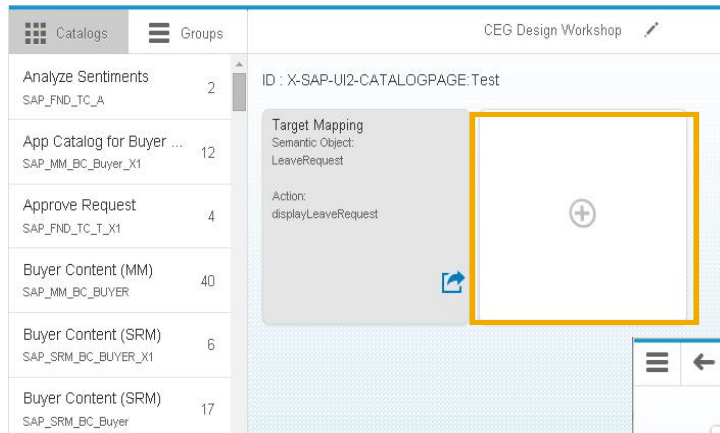 Catalogs
Groups
CEG Design Workshop
Analyze Sentiments
2
SAP_FND_TC_A
App Catalog for Buyer ...
12
SAP_MM_BC_Buyer_X1
Approve Request
4
SAP_FND_TC_T_X1
Buyer Content (MM)
40
SAP_MM_BC_BUYER
Buyer Content (SRM)
6
SAP_SRM_BC_BUYER_X1
Buyer Content (SRM)
17
SAP_SRM_BC_Buyer
ID : X-SAP-UI2-CATALOGPAGE:Test
Target Mapping
Semantic Object:
LeaveRequest
Action:
displayLeaveRequest